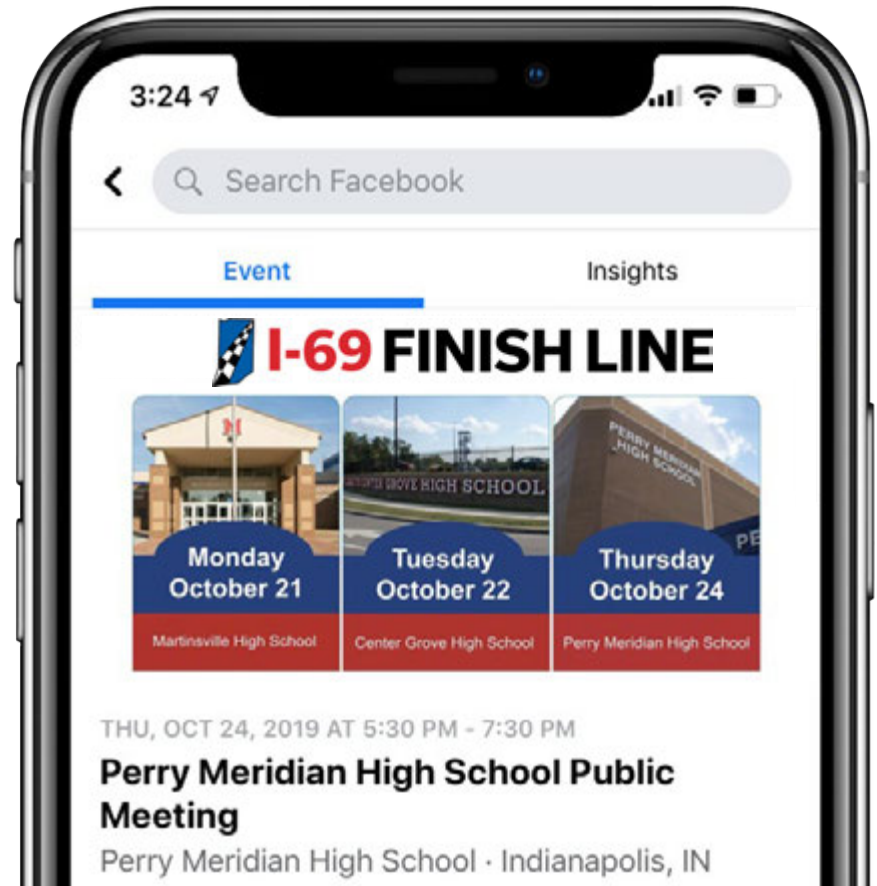 3:24
Search Facebook
Event
Insights
I-69 FINISH LINE
M
CENTER GROVE HIGH SCHOOL
PERRY MERIDIAN
HIGH SCHOOL
PE
Monday
October 21
Martinsville High School
Tuesday
October 22
Center Grove High School
Thursday
October 24
Perry Meridian High School
THU, OCT 24, 2019 AT 5:30 PM - 7:30 PM
Perry Meridian High School Public
Meeting
Perry Meridian High School · Indianapolis, IN